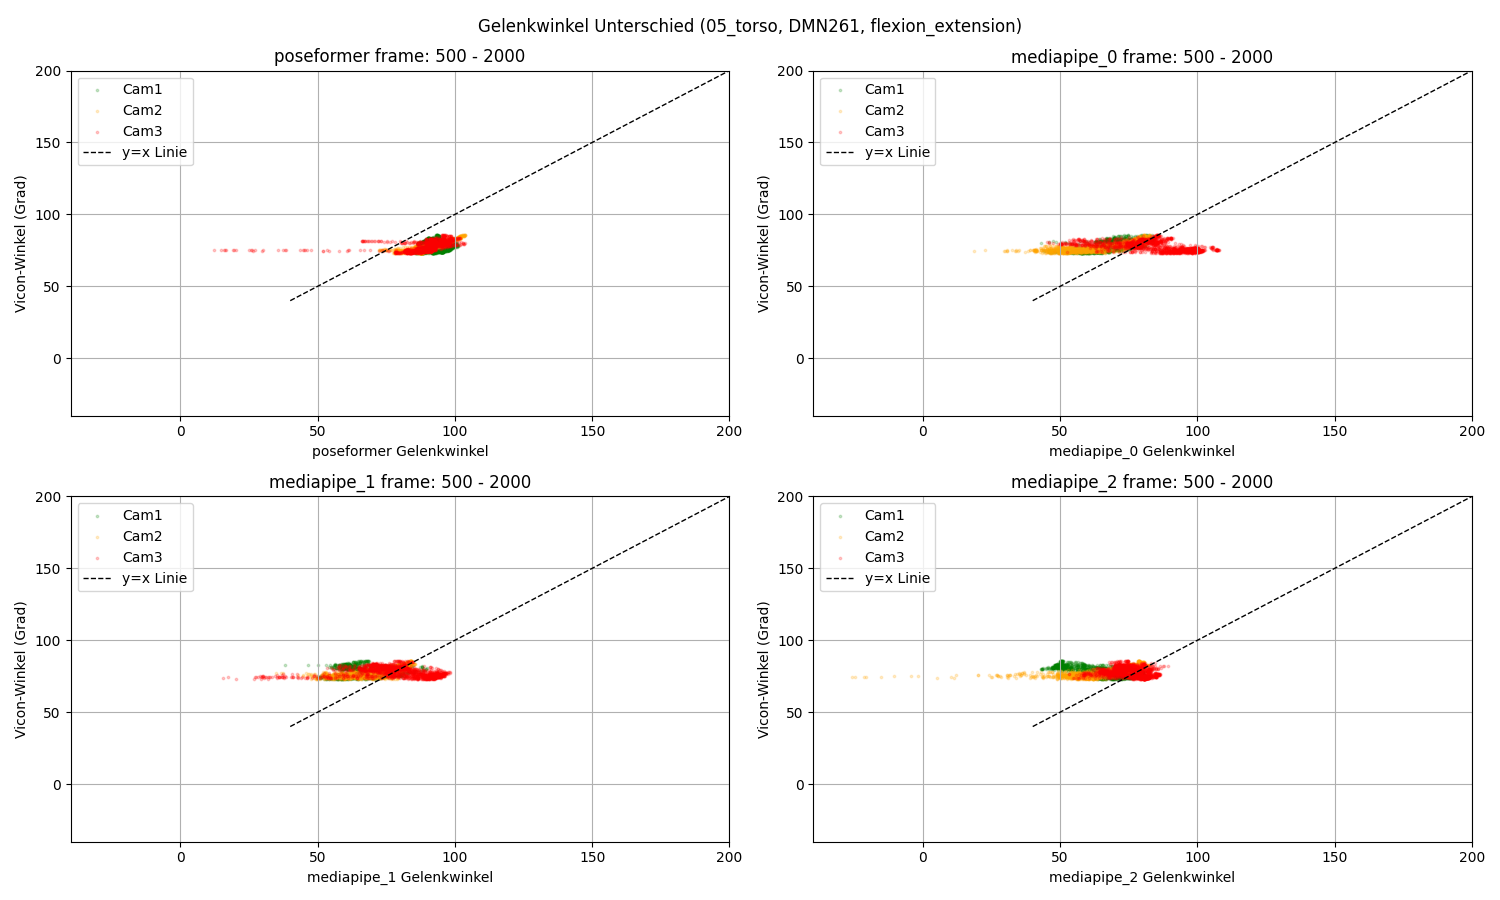 Gelenkwinkel Unterschied (05_torso, DMN261, flexion_extension)
poseformer frame: 500 - 2000
200
150
100
50
0
Vicon-Winkel (Grad)
Cam1
Cam2
Cam3
y=x Linie
0 50 100 150 200
poseformer Gelenkwinkel
mediapipe_0 frame: 500 - 2000
200
150
100
50
0
Vicon-Winkel (Grad)
Cam1
Cam2
Cam3
y=x Linie
0 50 100 150 200
mediapipe_0 Gelenkwinkel
mediapipe_1 frame: 500 - 2000
200
150
100
50
0
Vicon-Winkel (Grad)
Cam1
Cam2
Cam3
y=x Linie
0 50 100 150 200
mediapipe_1 Gelenkwinkel
mediapipe_2 frame: 500 - 2000
200
150
100
50
0
Vicon-Winkel (Grad)
Cam1
Cam2
Cam3
y=x Linie
0 50 100 150 200
mediapipe_2 Gelenkwinkel